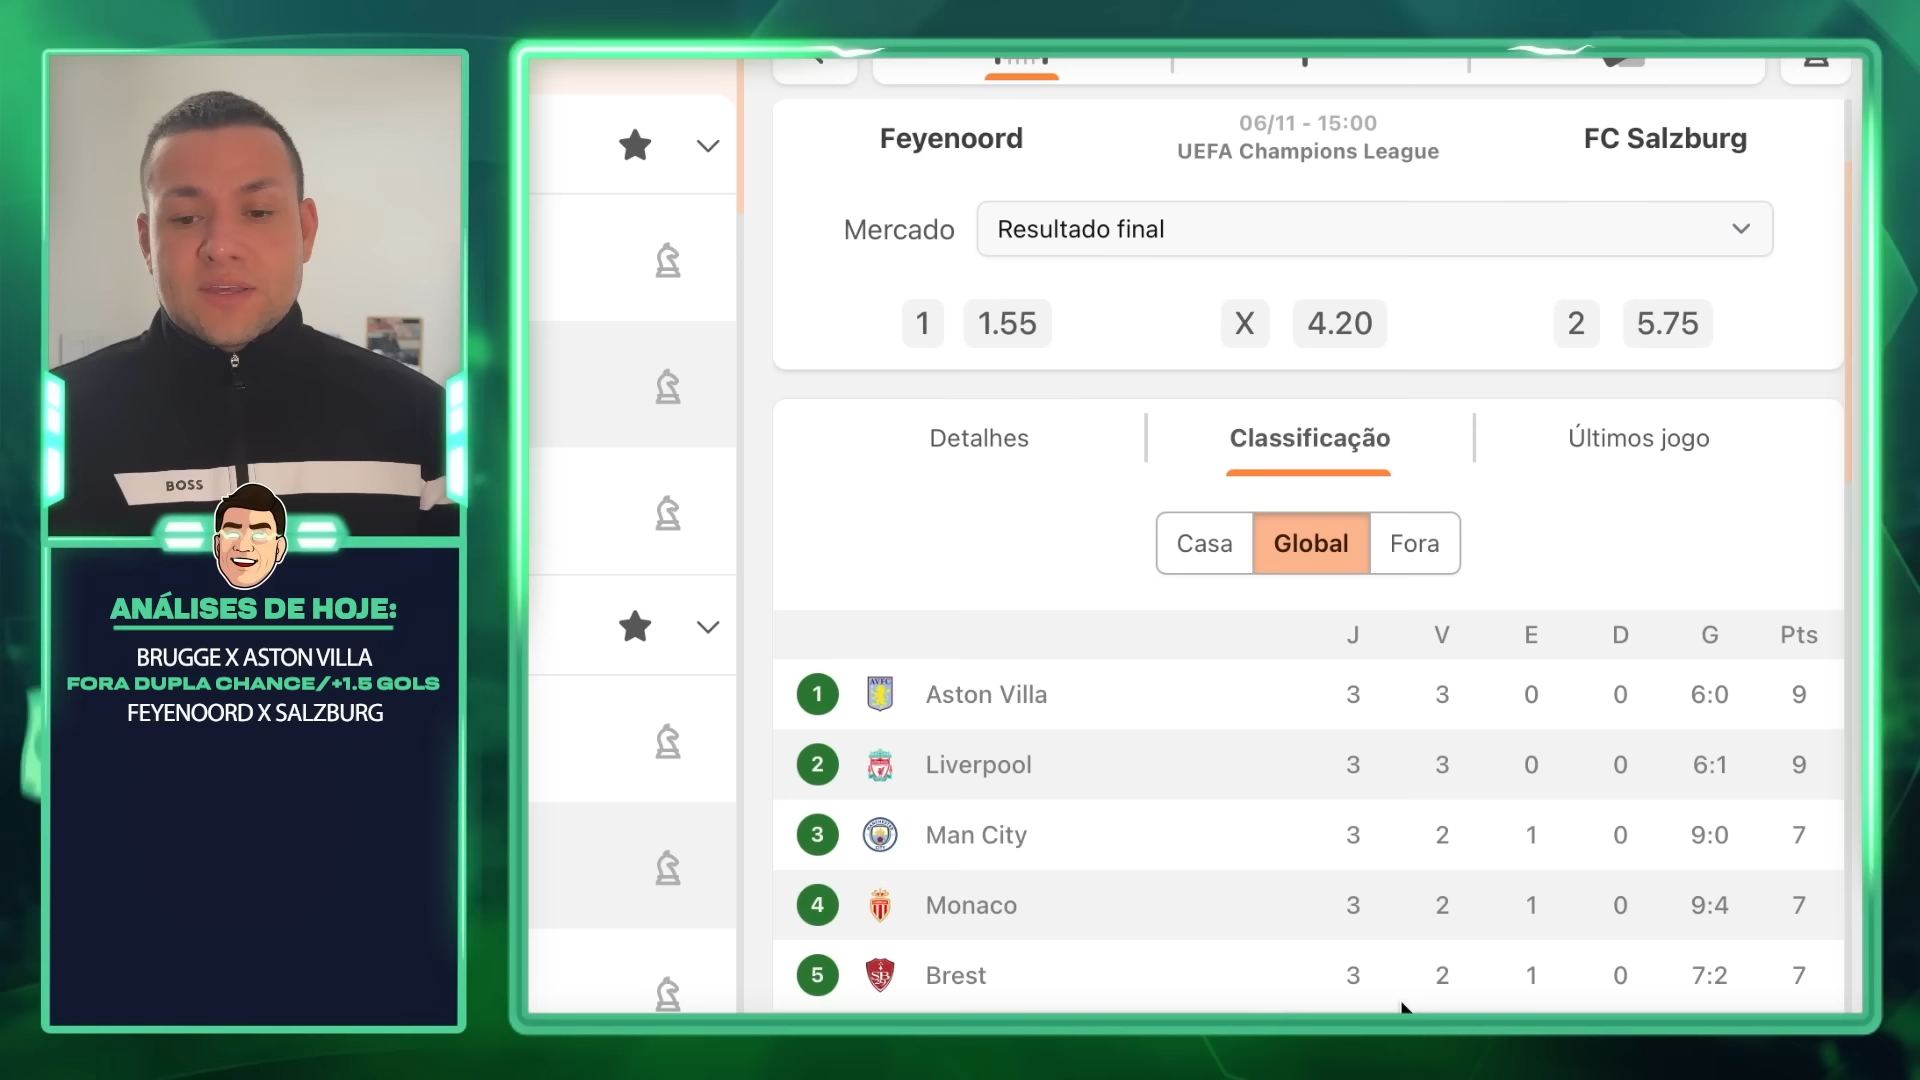 Feyenoord
06/11 - 15:00
UEFA Champions League
FC Salzburg
Mercado
Resultado final
1 1.55 X 4.20 2 5.75
Detalhes
Classificação
Últimos jogo
Casa
Global
Fora
J V E D G Pts
1 Aston Villa 3 3 0 0 6:0 9
2 Liverpool 3 3 0 0 6:1 9
3 Man City 3 2 1 0 9:0 7
4 Monaco 3 2 1 0 9:4 7
5 Brest 3 2 1 0 7:2 7
BOSS
ANÁLISES DE HOJE:
BRUGGE X ASTON VILLA
FORA DUPLA CHANCE/+1.5 GOLS
FEYENOORD X SALZBURG